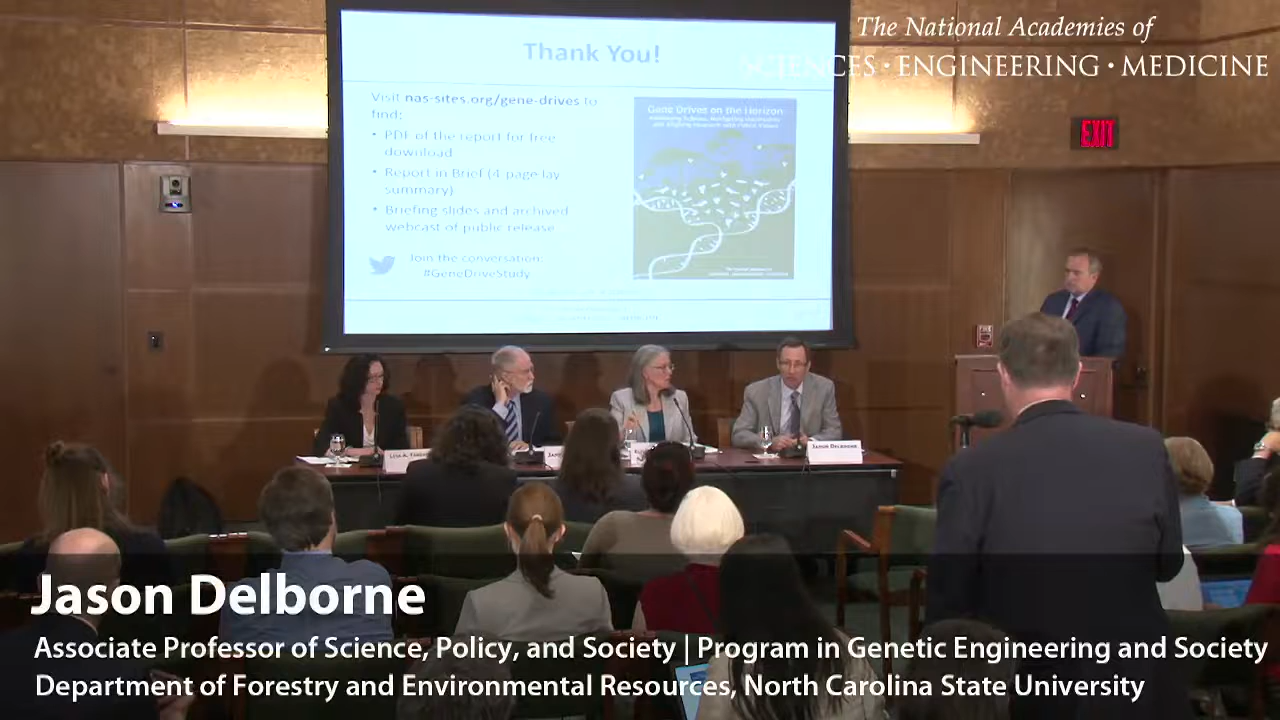 The National Academies of
SCIENCES · ENGINEERING · MEDICINE
Thank You!
Visit nas-sites.org/gene-drives to
find:
• PDF of the report for free
download
• Report in Brief (4 page lay
summary)
• Briefing slides and archived
webcast of public release
Join the conversation:
#GeneDriveStudy
Gene Drives on the Horizon:
EXIT
JASON DELBORNE
Jason Delborne
Associate Professor of Science, Policy, and Society | Program in Genetic Engineering and Society
Department of Forestry and Environmental Resources, North Carolina State University